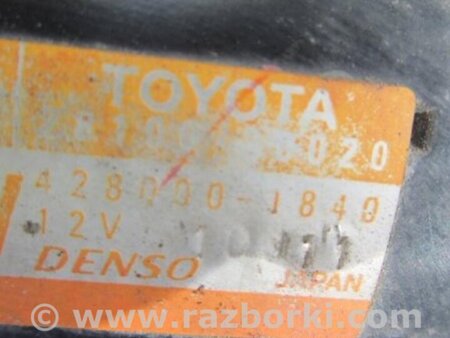 TOYOTA
428000-1840
12V
DENSO
JAPAN
© www.razborki.com